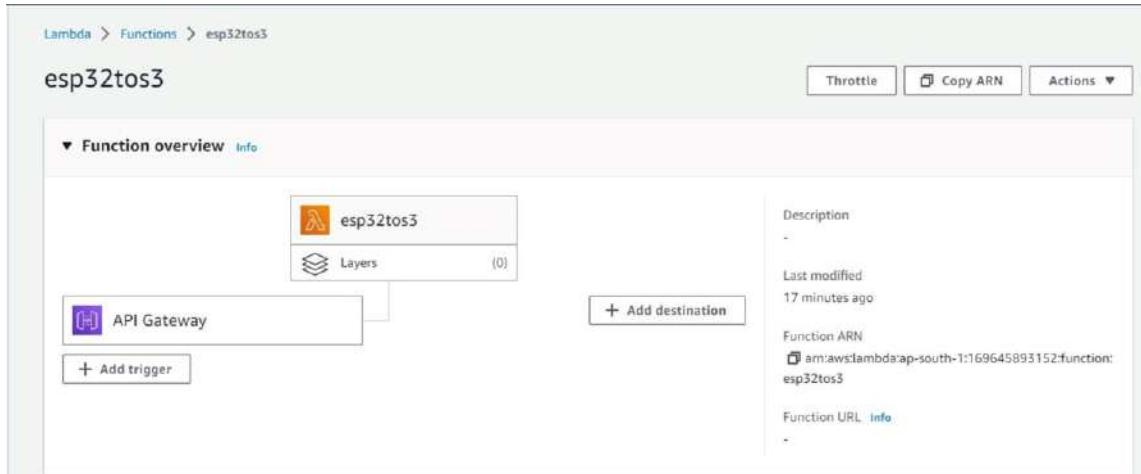 Lambda > Functions > esp32tos3
esp32tos3
Throttle
Copy ARN
Actions ▼
▼ Function overview Info
esp32tos3
Layers (0)
API Gateway
+ Add trigger
+ Add destination
Description
-
Last modified
17 minutes ago
Function ARN
arn:aws:lambda:ap-south-1:169645893152:function:
esp32tos3
Function URL Info
-